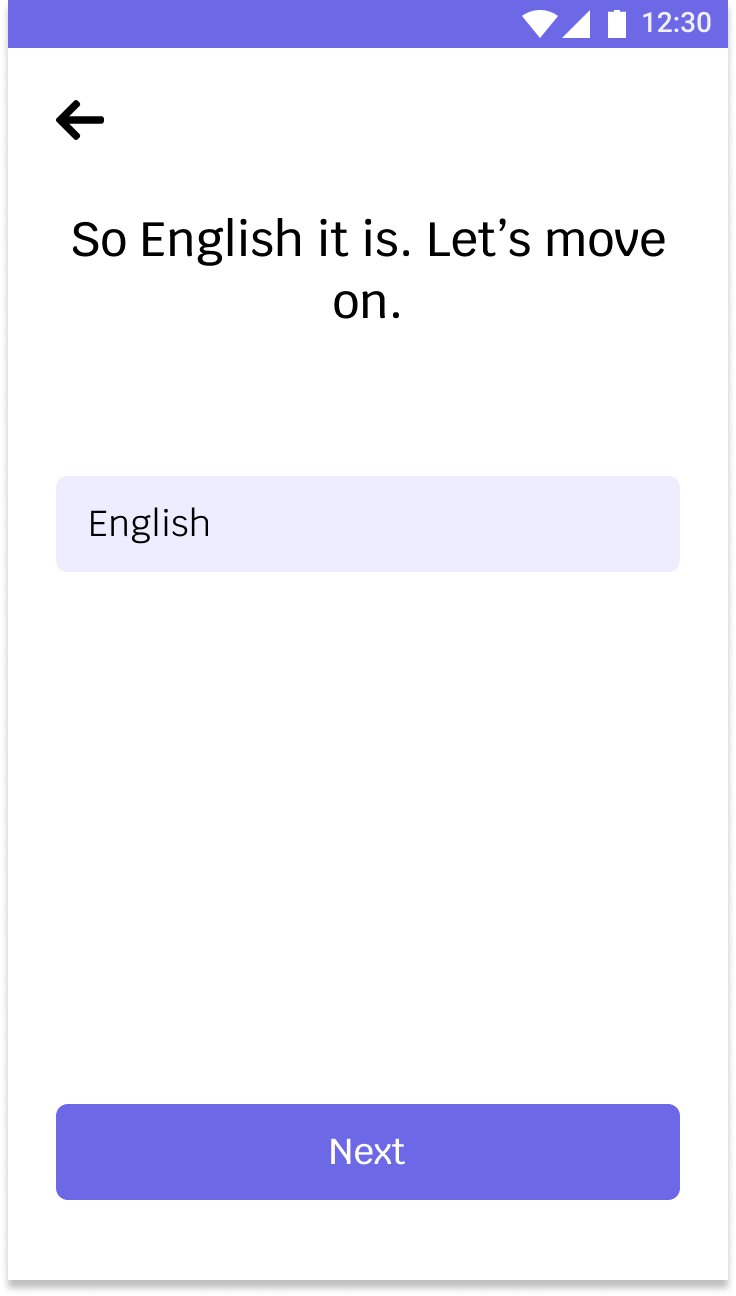 12:30
So English it is. Let’s move
on.
English
Next